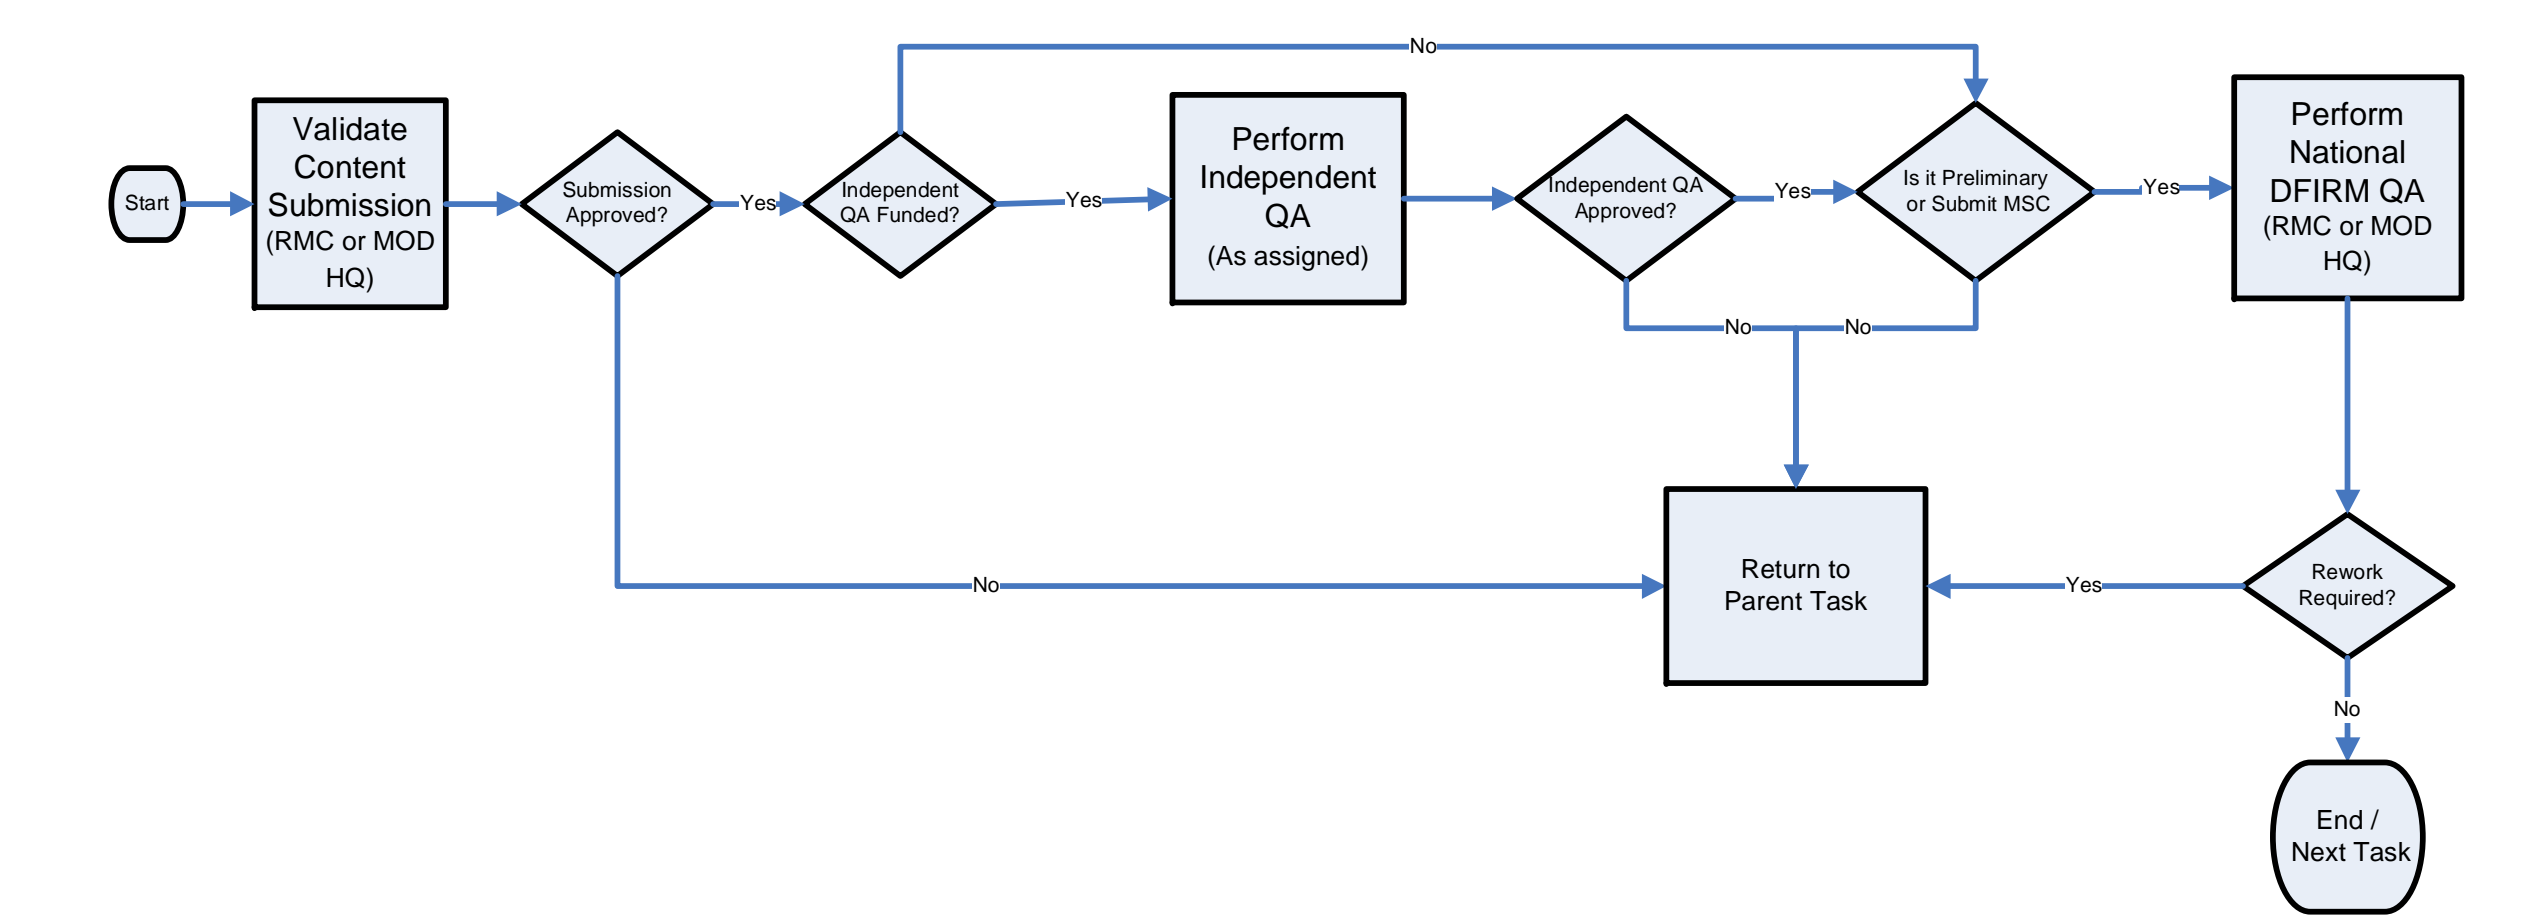 No
Start
Validate
Content
Submission
(RMC or MOD
HQ)
Submission
Approved?
Yes
Independent
QA Funded?
Yes
Perform
Independent
QA
(As assigned)
Independent QA
Approved?
Yes
Is it Preliminary
or Submit MSC
Yes
Perform
National
DFIRM QA
(RMC or MOD
HQ)
No
No
No
Return to
Parent Task
Yes
Rework
Required?
No
End /
Next Task